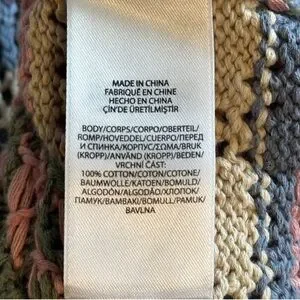 MADE IN CHINA
FABRIQUÉ EN CHINE
HECHO EN CHINA
ÇİN'DE ÜRETİLMİŞTİR
BODY/CORPS/CORPO/OBERTEIL/
ROMP/HOVEDDEL/CUERPO/ПЕРЕД
И СПИНКА/КОРПУС/ΣΩΜΑ/BRUK
(KROPP)/ANVÄND (KROPP)/BEDEN/
VRCHNÍ ČÁST:
100% COTTON/COTON/COTONE/
BAUMWOLLE/KATOEN/BOMULD/
ALGODÓN/ALGODÃO/ХЛОПОК/
ПАМУК/ΒΑΜΒΑΚΙ/BOMULL/PAMUK/
BAVLNA